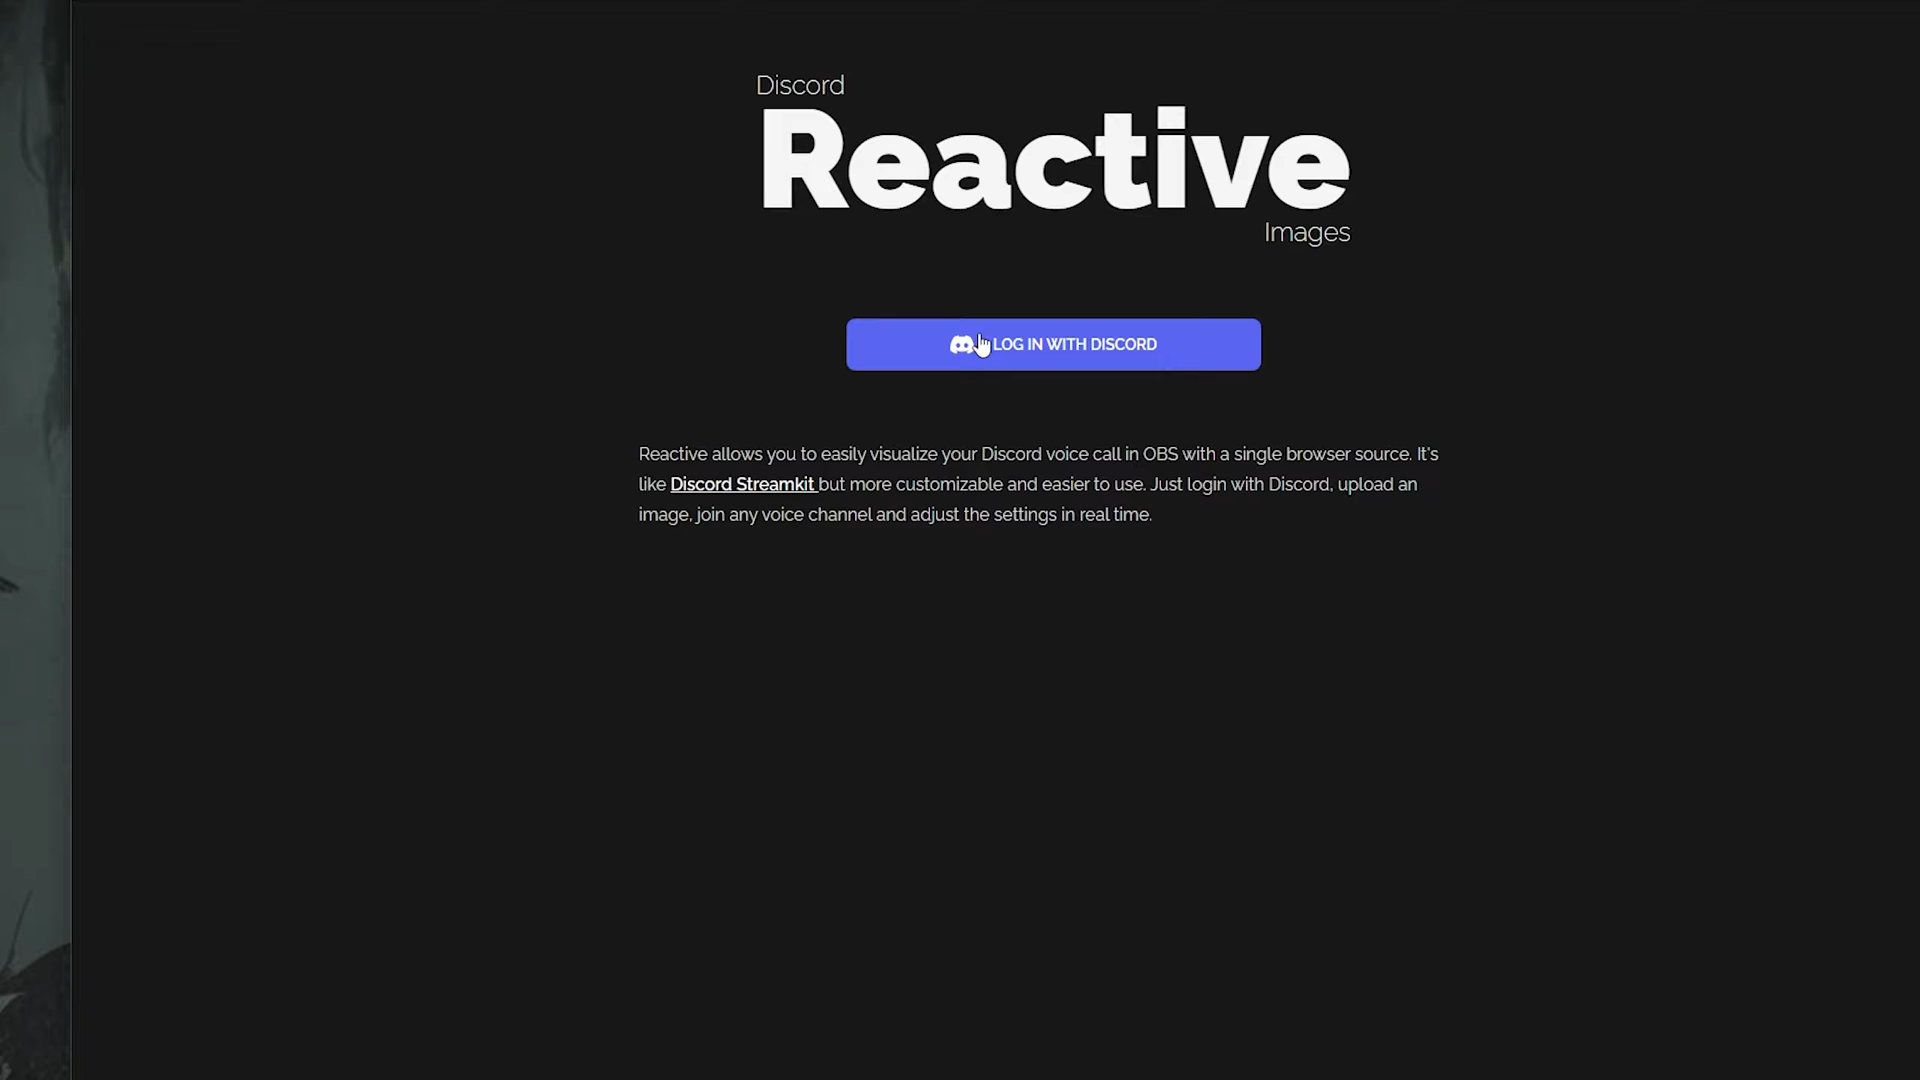 Discord
Reactive
Images
LOG IN WITH DISCORD
Reactive allows you to easily visualize your Discord voice call in OBS with a single browser source. It's
like Discord Streamkit but more customizable and easier to use. Just login with Discord, upload an
image, join any voice channel and adjust the settings in real time.